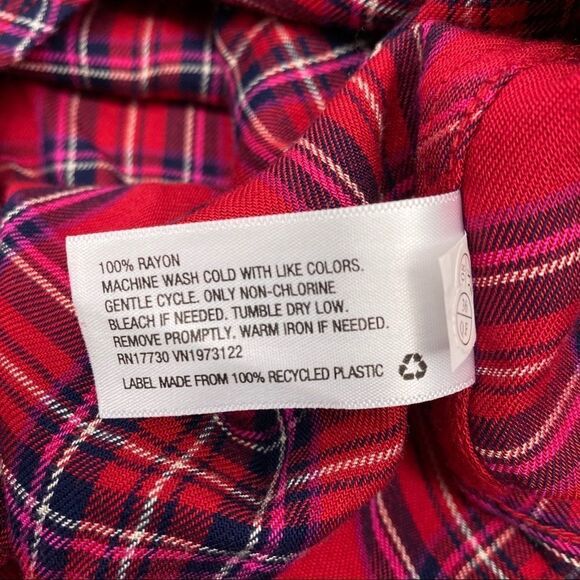 100% RAYON
MACHINE WASH COLD WITH LIKE COLORS.
GENTLE CYCLE. ONLY NON-CHLORINE
BLEACH IF NEEDED. TUMBLE DRY LOW.
REMOVE PROMPTLY. WARM IRON IF NEEDED.
RN17730 VN1973122
LABEL MADE FROM 100% RECYCLED PLASTIC